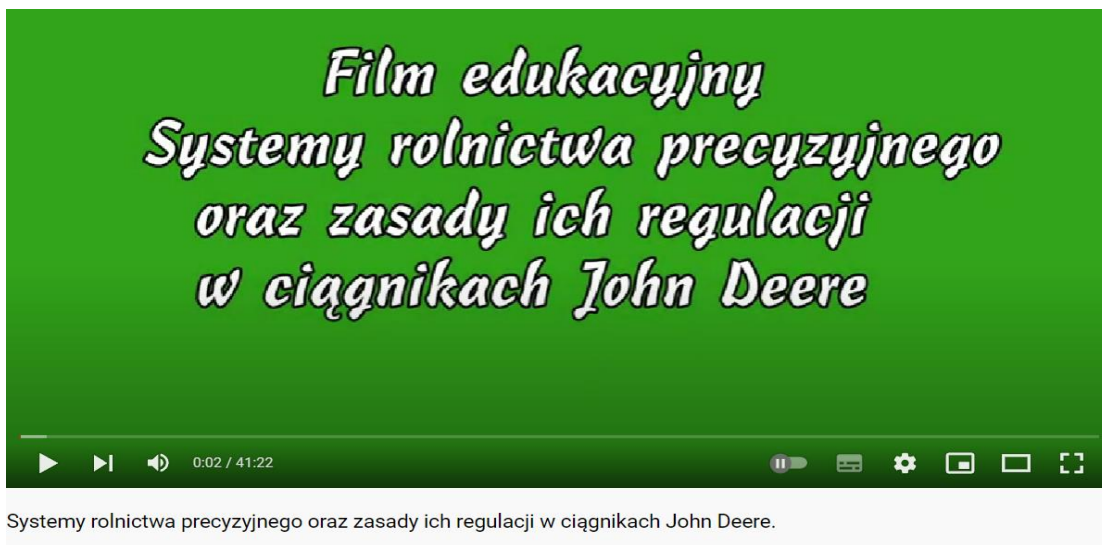 Film edukacyjny
Systemy rolnictwa precyzyjnego
oraz zasady ich regulacji
w ciągnikach John Deere
0:02 / 41:22
Systemy rolnictwa precyzyjnego oraz zasady ich regulacji w ciągnikach John Deere.